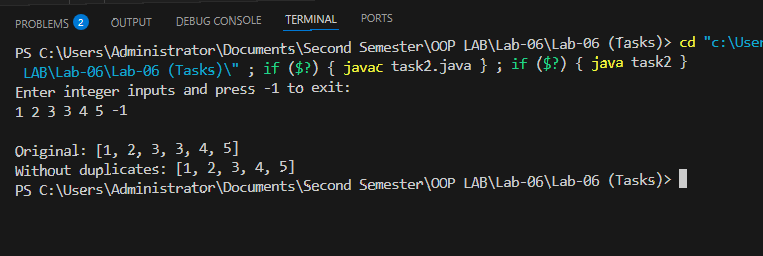 PROBLEMS 2 OUTPUT DEBUG CONSOLE TERMINAL PORTS
PS C:\Users\Administrator\Documents\Second Semester\OOP LAB\Lab-06\Lab-06 (Tasks)> cd "c:\User
 LAB\Lab-06\Lab-06 (Tasks)\" ; if ($?) { javac task2.java } ; if ($?) { java task2 }
Enter integer inputs and press -1 to exit:
1 2 3 3 4 5 -1
Original: [1, 2, 3, 3, 4, 5]
Without duplicates: [1, 2, 3, 4, 5]
PS C:\Users\Administrator\Documents\Second Semester\OOP LAB\Lab-06\Lab-06 (Tasks)>